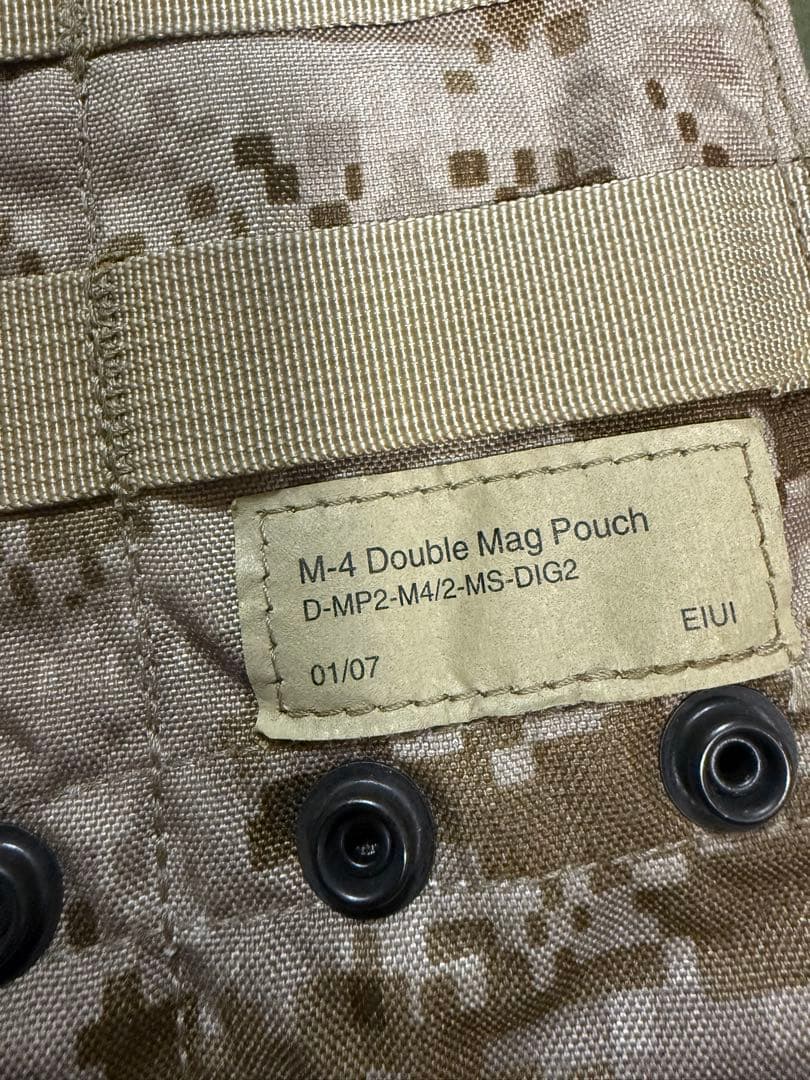 M-4 Double Mag Pouch
D-MP2-M4/2-MS-DIG2
EIUI
01/07